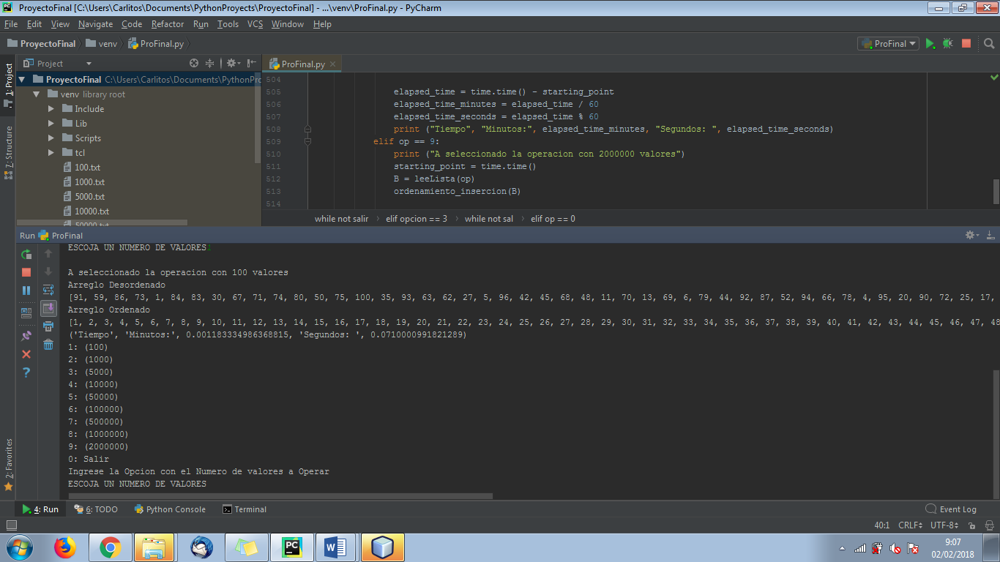 ProyectoFinal [C:\Users\Carlitos\Documents\PythonProyects\ProyectoFinal] - ...\venv\ProFinal.py - PyCharm
File Edit View Navigate Code Refactor Run Tools VCS Window Help
ProyectoFinal venv ProFinal.py ProFinal
Project ProFinal.py
1: Project
7: Structure
2: Favorites
ProyectoFinal C:\Users\Carlitos\Documents\PythonPro
venv library root
Include
Lib
Scripts
tcl
100.txt
1000.txt
5000.txt
10000.txt
50000.txt
504
505 elapsed_time = time.time() - starting_point
506 elapsed_time_minutes = elapsed_time / 60
507 elapsed_time_seconds = elapsed_time % 60
508 print ("Tiempo", "Minutos:", elapsed_time_minutes, "Segundos: ", elapsed_time_seconds)
509 elif op == 9:
510 print ("A seleccionado la operacion con 2000000 valores")
511 starting_point = time.time()
512 B = leeLista(op)
513 ordenamiento_insercion(B)
514
while not salir › elif opcion == 3 › while not sal › elif op == 0
Run ProFinal
ESCOJA UN NUMERO DE VALORES1
A seleccionado la operacion con 100 valores
Arreglo Desordenado
[91, 59, 86, 73, 1, 84, 83, 30, 67, 71, 74, 80, 50, 75, 100, 35, 93, 63, 62, 27, 5, 96, 42, 45, 68, 48, 11, 70, 13, 69, 6, 79, 44, 92, 87, 52, 94, 66, 78, 4, 95, 20, 90, 72, 25, 17,
Arreglo Ordenado
[1, 2, 3, 4, 5, 6, 7, 8, 9, 10, 11, 12, 13, 14, 15, 16, 17, 18, 19, 20, 21, 22, 23, 24, 25, 26, 27, 28, 29, 30, 31, 32, 33, 34, 35, 36, 37, 38, 39, 40, 41, 42, 43, 44, 45, 46, 47, 48
('Tiempo', 'Minutos:', 0.001183334986368815, 'Segundos: ', 0.0710000991821289)
1: (100)
2: (1000)
3: (5000)
4: (10000)
5: (50000)
6: (100000)
7: (500000)
8: (1000000)
9: (2000000)
0: Salir
Ingrese la Opcion con el Numero de valores a Operar
ESCOJA UN NUMERO DE VALORES
4: Run 6: TODO Python Console Terminal Event Log
40:1 CRLF UTF-8
PC W
9:07
02/02/2018